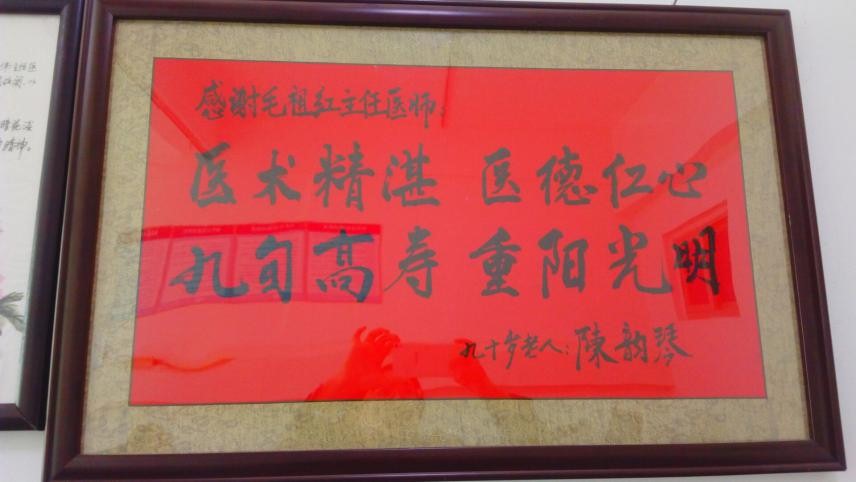 感谢毛祖红主任医师：
医术精湛 医德仁心
九旬高寿 重阳光明
九十岁老人：陳韵琴